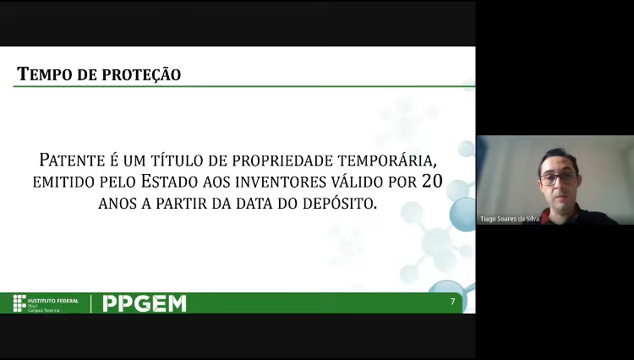 TEMPO DE PROTEÇÃO
PATENTE É UM TÍTULO DE PROPRIEDADE TEMPORÁRIA,
EMITIDO PELO ESTADO AOS INVENTORES VÁLIDO POR 20
ANOS A PARTIR DA DATA DO DEPÓSITO.
Tiago Soares da Silva
INSTITUTO FEDERAL
PPGEM
7